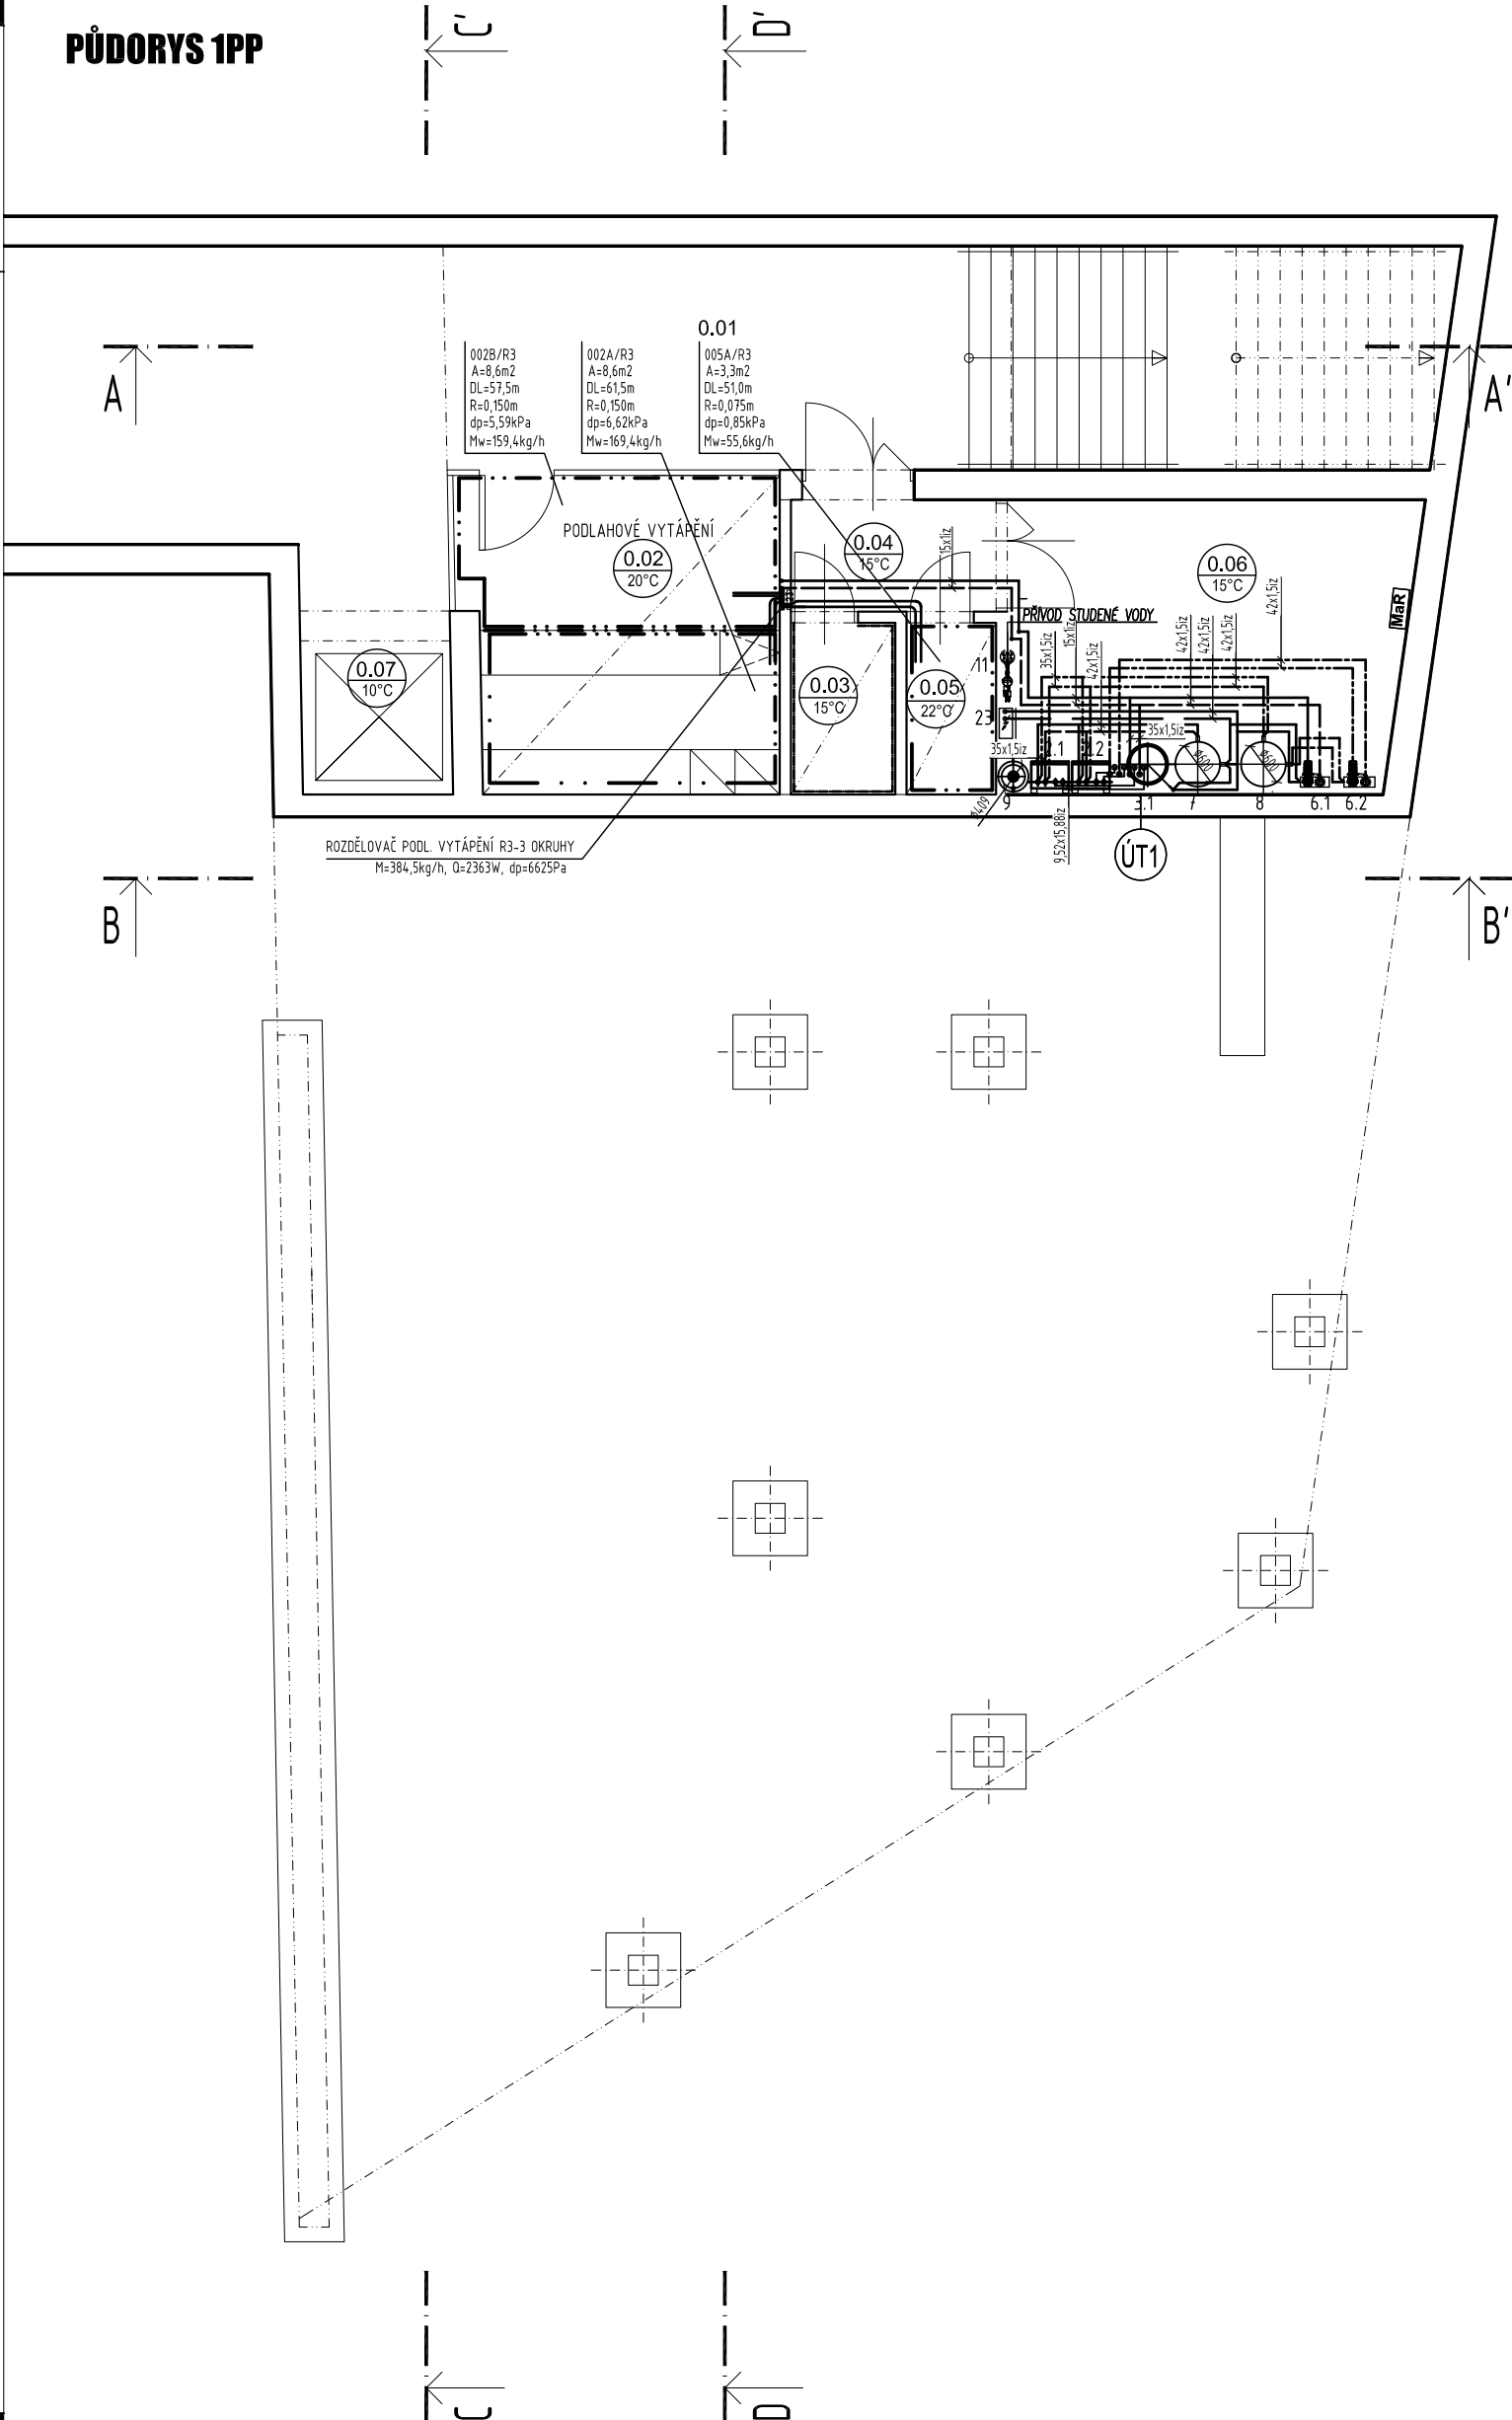 PŮDORYS 1PP
C'
D'
A
A'
0.01
002B/R3
A=8,6m2
DL=57,5m
R=0,150m
dp=5,59kPa
Mw=159,4kg/h
002A/R3
A=8,6m2
DL=61,5m
R=0,150m
dp=6,62kPa
Mw=169,4kg/h
005A/R3
A=3,3m2
DL=51,0m
R=0,075m
dp=0,85kPa
Mw=55,6kg/h
PODLAHOVÉ VYTÁPĚNÍ
0.02
20°C
0.04
15°C
15x1iz
0.06
15°C
42x1,5iz
MaR
PŘÍVOD STUDENÉ VODY
0.07
10°C
0.03
15°C
0.05
22°C
11
23
35x1,5iz
15x1iz
42x1,5iz
42x1,5iz
42x1,5iz
42x1,5iz
35x1,5iz
35x1,5iz
2.1
ø600
ø600
9
3.1
7
8
6.1
6.2
9,52x15,88iz
ÚT1
ROZDĚLOVAČ PODL. VYTÁPĚNÍ R3-3 OKRUHY
M=384,5kg/h, Q=2363W, dp=6625Pa
B
B'
C
D